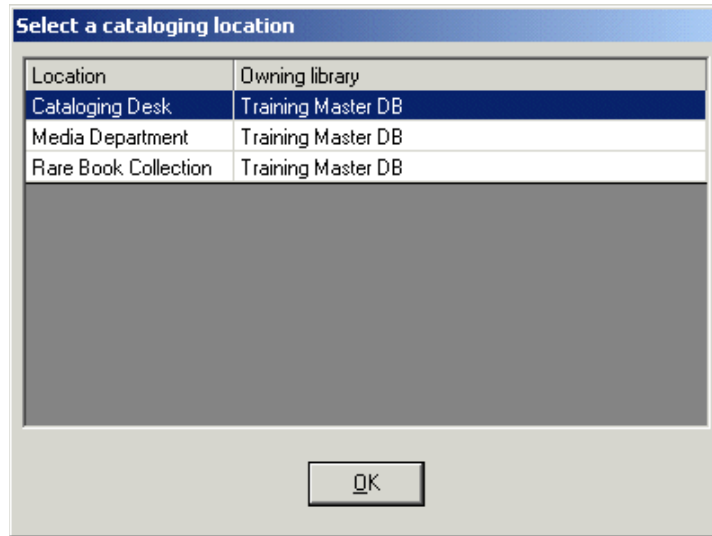 Select a cataloging location
Location Owning library
Cataloging Desk Training Master DB
Media Department Training Master DB
Rare Book Collection Training Master DB
OK